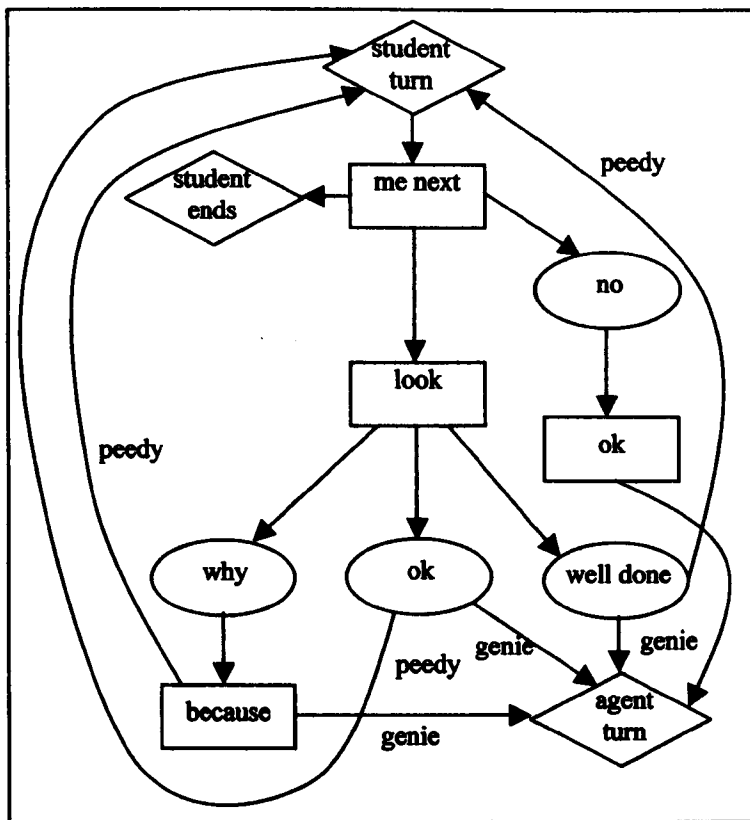 student
turn
peedy
student
ends
me next
no
look
ok
peedy
why
ok
well done
peedy
genie
genie
because
genie
agent
turn